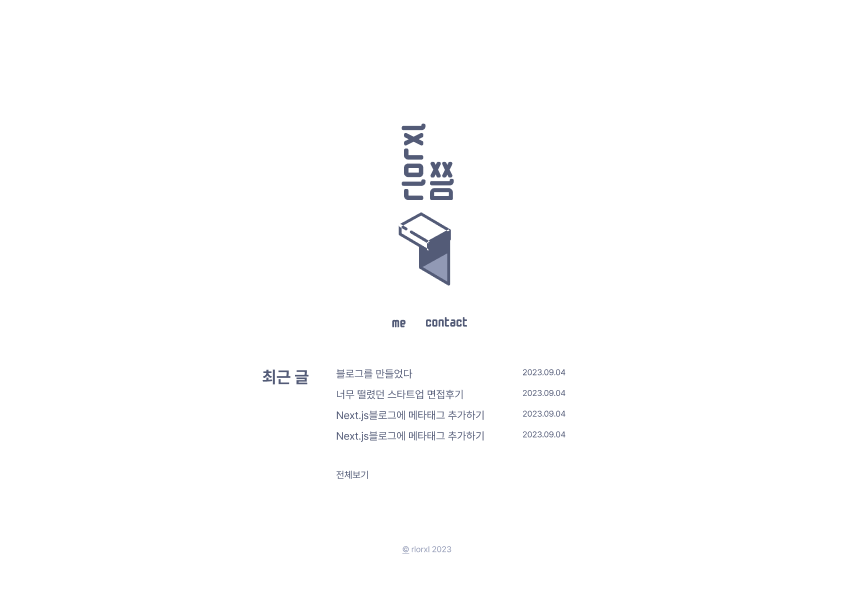 rlorxl
me contact
최근 글
블로그를 만들었다 2023.09.04
너무 떨렸던 스타트업 면접후기 2023.09.04
Next.js블로그에 메타태그 추가하기 2023.09.04
Next.js블로그에 메타태그 추가하기 2023.09.04
전체보기
© rlorxl 2023